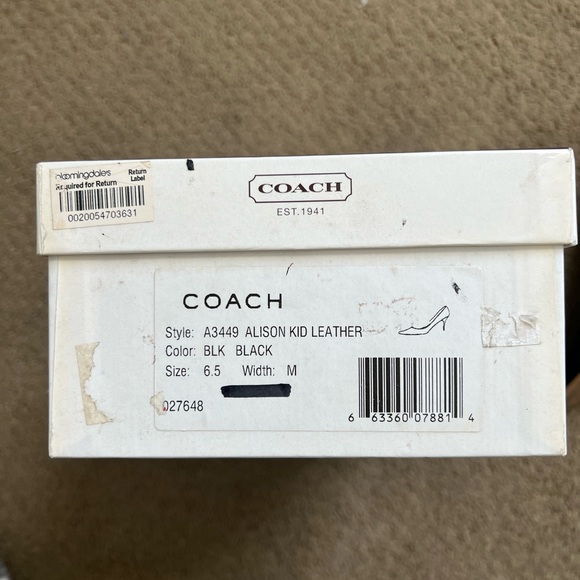 bloomingdale's Return
Required for Return Label
0020054703631
COACH
EST. 1941
COACH
Style: A3449 ALISON KID LEATHER
Color: BLK BLACK
Size: 6.5 Width: M
027648
6 63360 07881 4